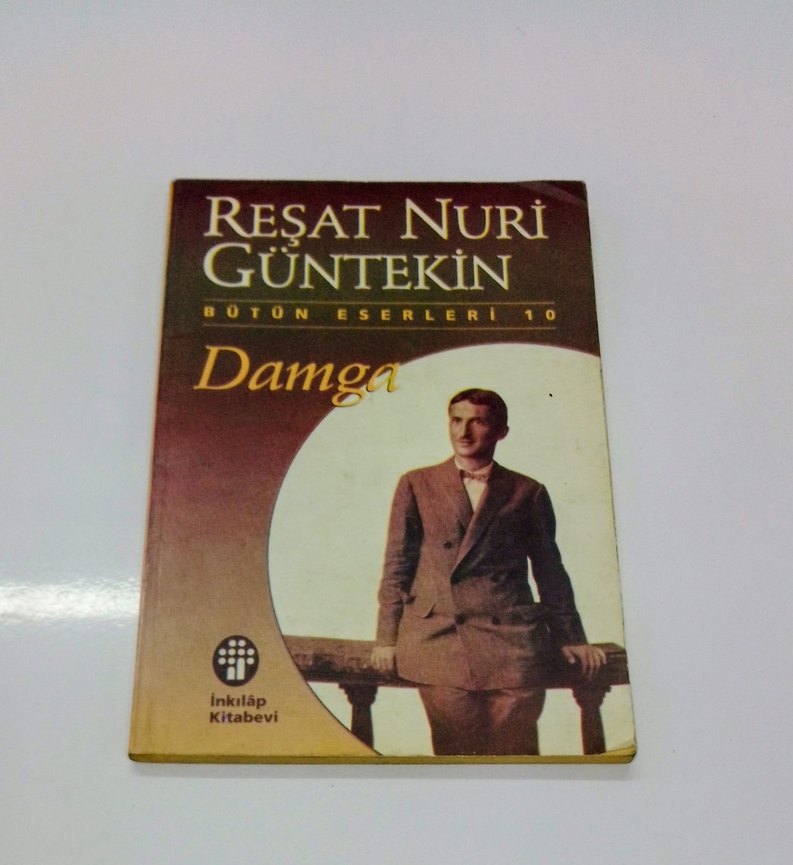 REŞAT NURİ
GÜNTEKİN
BÜTÜN ESERLERİ 10
Damga
İnkılâp
Kitabevi